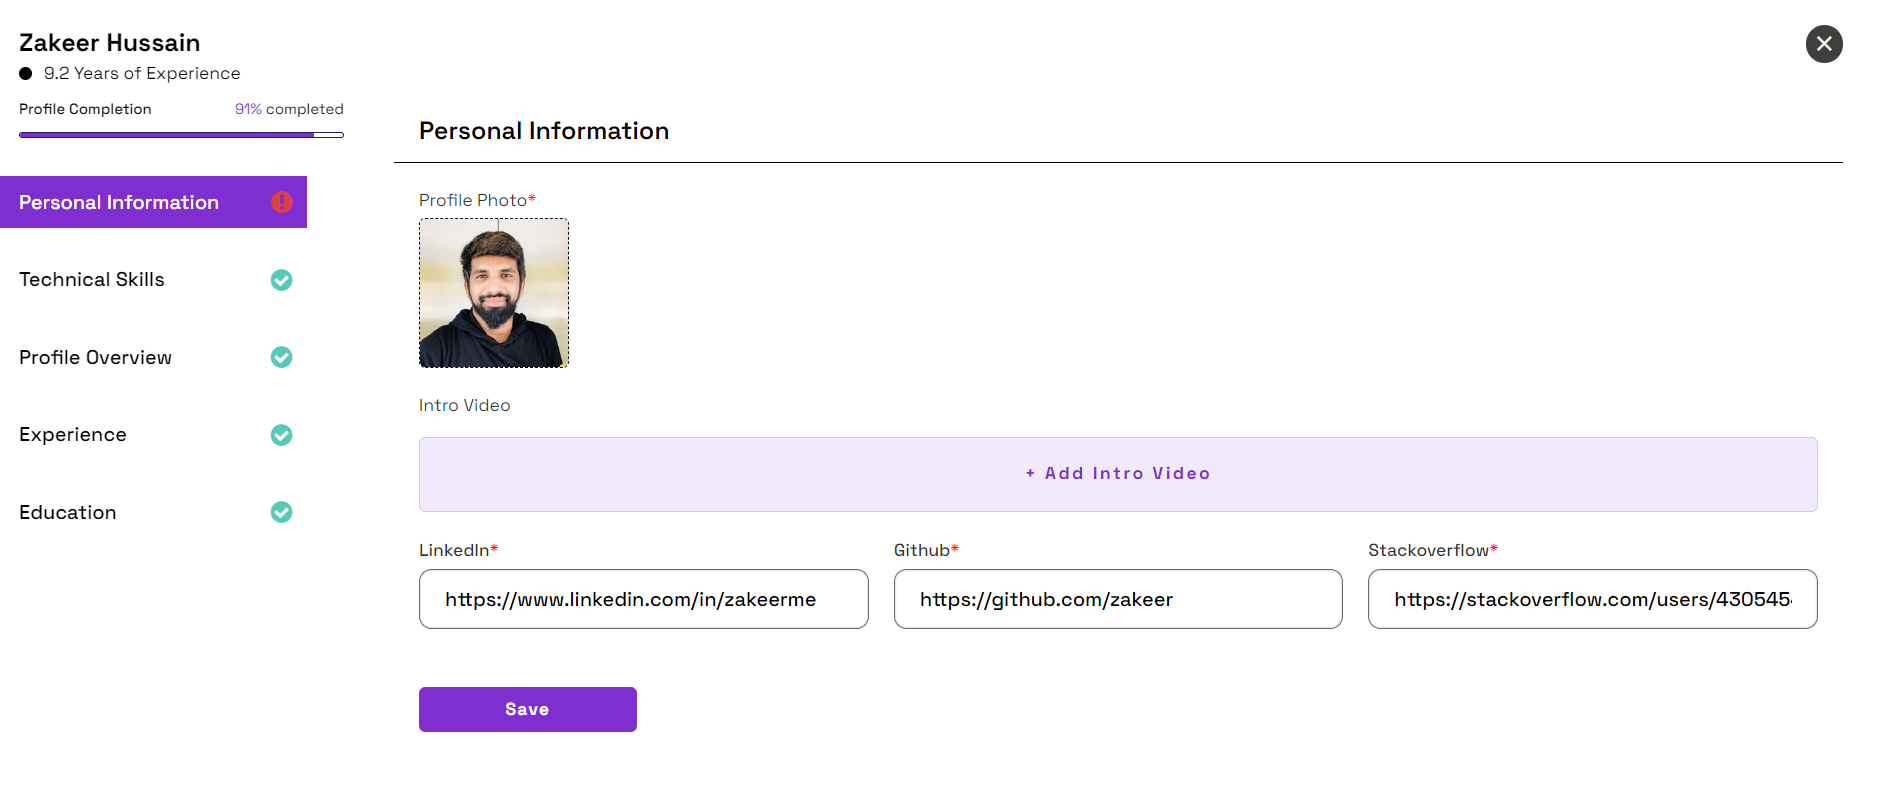 Zakeer Hussain
9.2 Years of Experience
Profile Completion 91% completed
Personal Information
Technical Skills
Profile Overview
Experience
Education
Personal Information
Profile Photo*
Intro Video
+ Add Intro Video
LinkedIn* Github* Stackoverflow*
https://www.linkedin.com/in/zakeerme https://github.com/zakeer https://stackoverflow.com/users/430545
Save